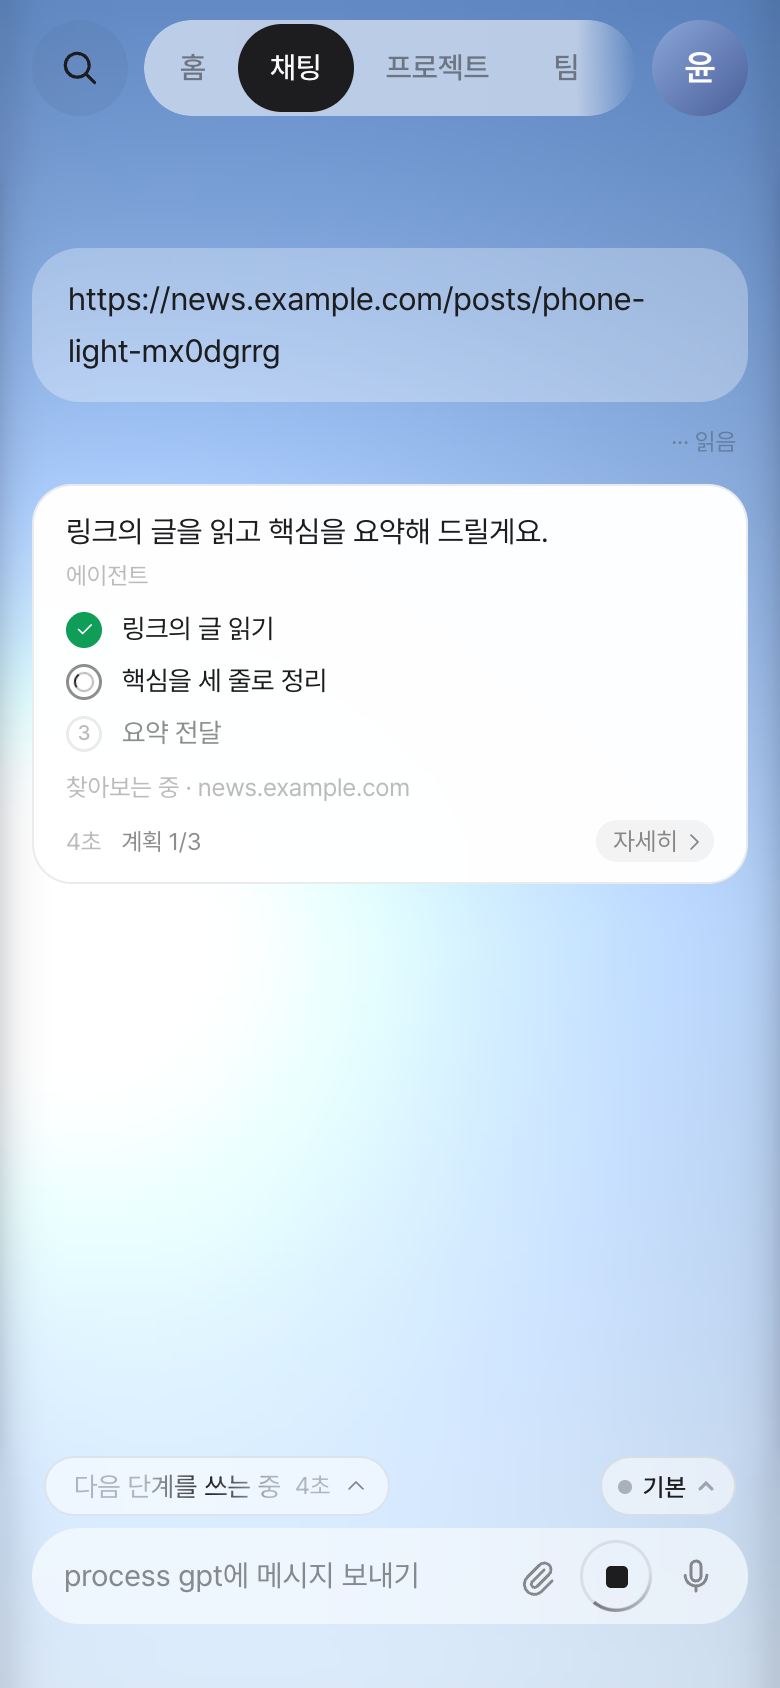 홈 채팅 프로젝트 팀 윤
https://news.example.com/posts/phone-
light-mx0dgrrg
··· 읽음
링크의 글을 읽고 핵심을 요약해 드릴게요.
에이전트
링크의 글 읽기
핵심을 세 줄로 정리
3 요약 전달
찾아보는 중 · news.example.com
4초 계획 1/3 자세히
다음 단계를 쓰는 중 4초 기본
process gpt에 메시지 보내기